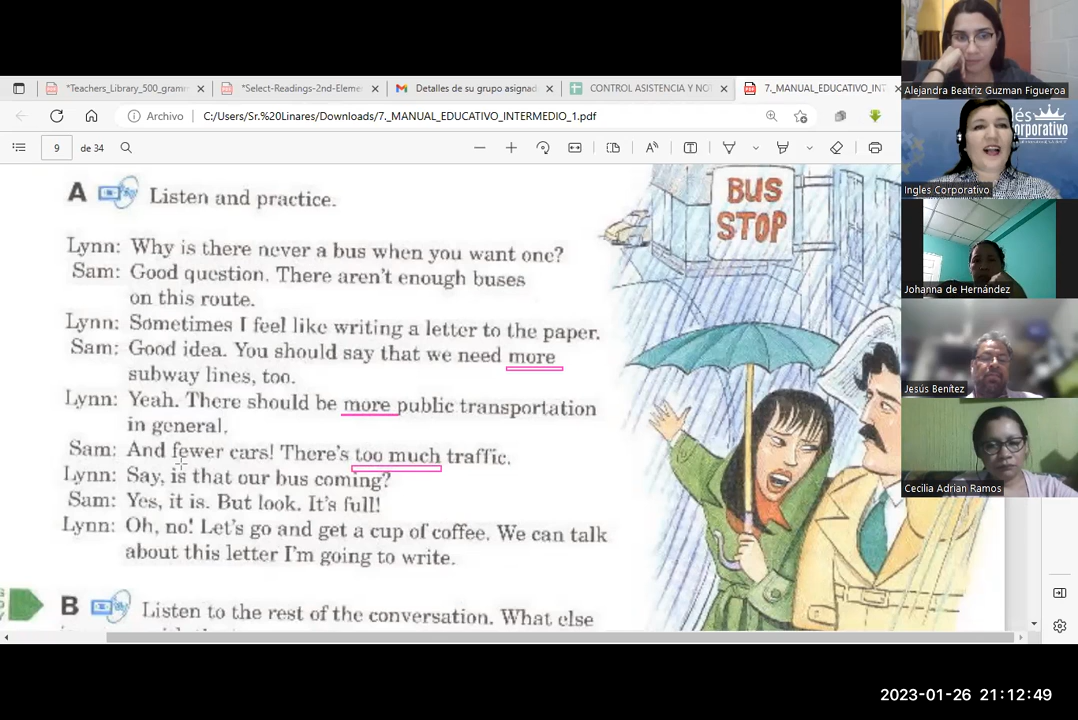 *Teachers_Library_500_gramm
*Select-Readings-2nd-Eleme
Detalles de su grupo asignad
CONTROL ASISTENCIA Y NO
7._MANUAL_EDUCATIVO_INT
Archivo
C:/Users/Sr.%20Linares/Downloads/7._MANUAL_EDUCATIVO_INTERMEDIO_1.pdf
9 de 34
A Listen and practice.
Lynn: Why is there never a bus when you want one?
Sam: Good question. There aren't enough buses
on this route.
Lynn: Sometimes I feel like writing a letter to the paper.
Sam: Good idea. You should say that we need more
subway lines, too.
Lynn: Yeah. There should be more public transportation
in general.
Sam: And fewer cars! There's too much traffic.
Lynn: Say, is that our bus coming?
Sam: Yes, it is. But look. It's full!
Lynn: Oh, no! Let's go and get a cup of coffee. We can talk
about this letter I'm going to write.
B Listen to the rest of the conversation. What else
BUS
STOP
Alejandra Beatriz Guzman Figueroa
Ingles Corporativo
Johanna de Hernández
Jesús Benítez
Cecilia Adrian Ramos
2023-01-26 21:12:49